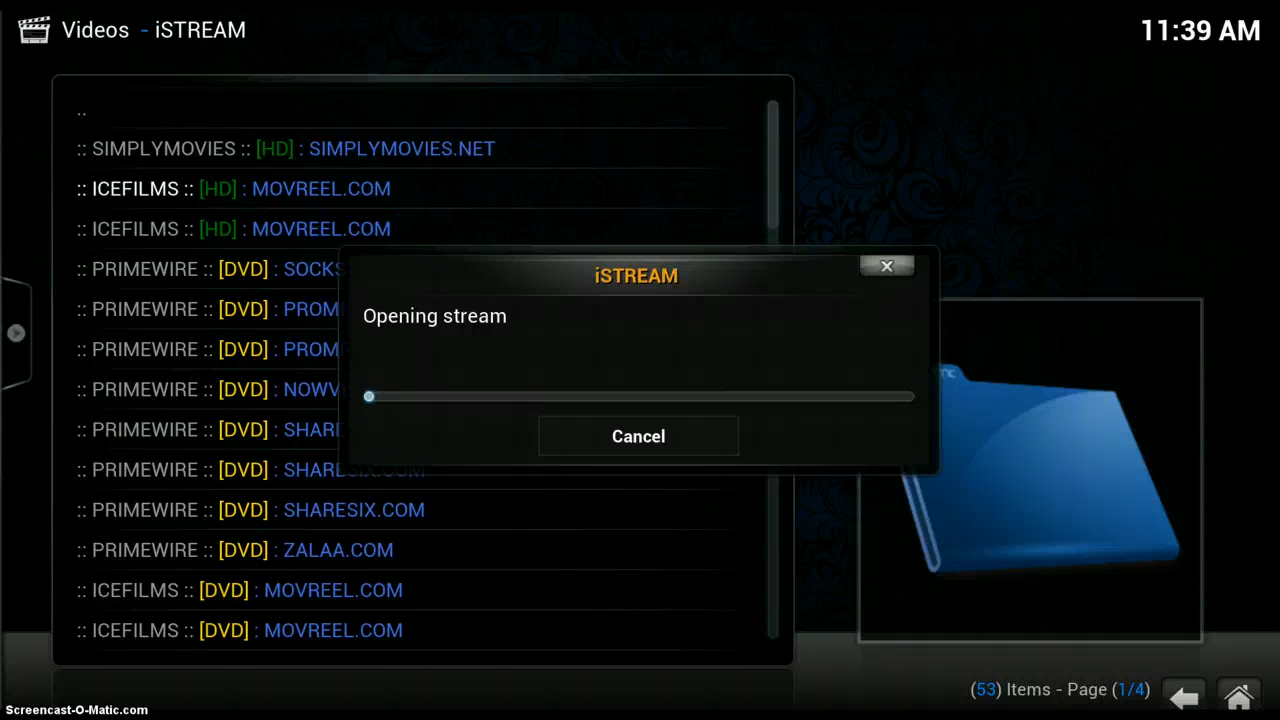 Videos - iSTREAM
11:39 AM
..
:: SIMPLYMOVIES :: [HD] : SIMPLYMOVIES.NET
:: ICEFILMS :: [HD] : MOVREEL.COM
:: ICEFILMS :: [HD] : MOVREEL.COM
:: PRIMEWIRE :: [DVD] : SOCKS
:: PRIMEWIRE :: [DVD] : PROM
:: PRIMEWIRE :: [DVD] : PROM
:: PRIMEWIRE :: [DVD] : NOWV
:: PRIMEWIRE :: [DVD] : SHARE
:: PRIMEWIRE :: [DVD] : SHARESIX.COM
:: PRIMEWIRE :: [DVD] : SHARESIX.COM
:: PRIMEWIRE :: [DVD] : ZALAA.COM
:: ICEFILMS :: [DVD] : MOVREEL.COM
:: ICEFILMS :: [DVD] : MOVREEL.COM
iSTREAM
Opening stream
Cancel
(53) Items - Page (1/4)
Screencast-O-Matic.com